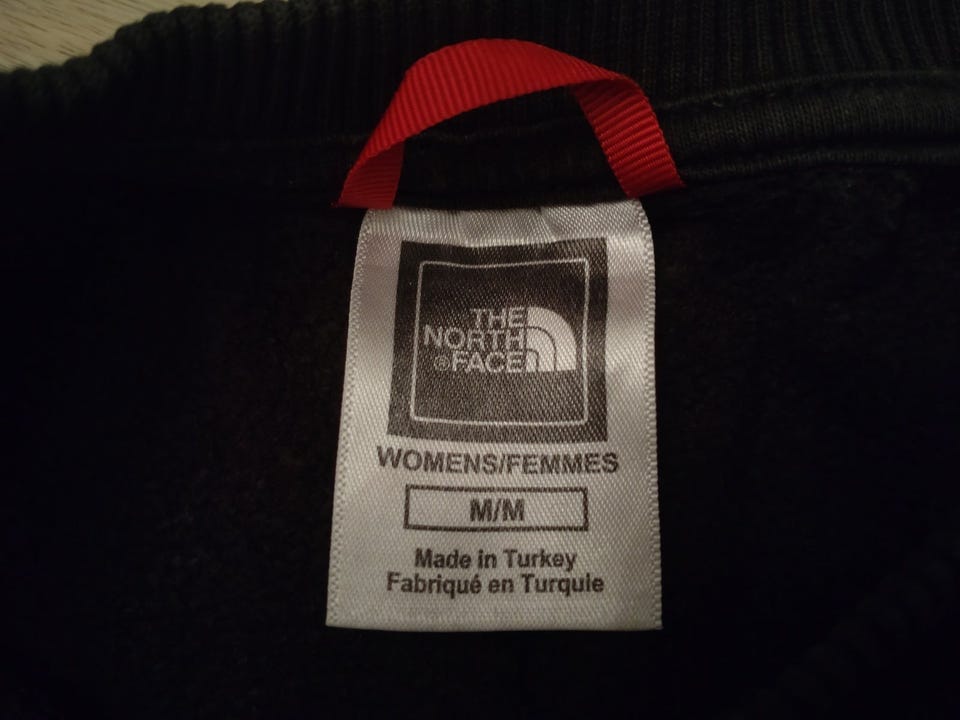 THE
NORTH
®FACE
WOMENS/FEMMES
M/M
Made in Turkey
Fabriqué en Turquie